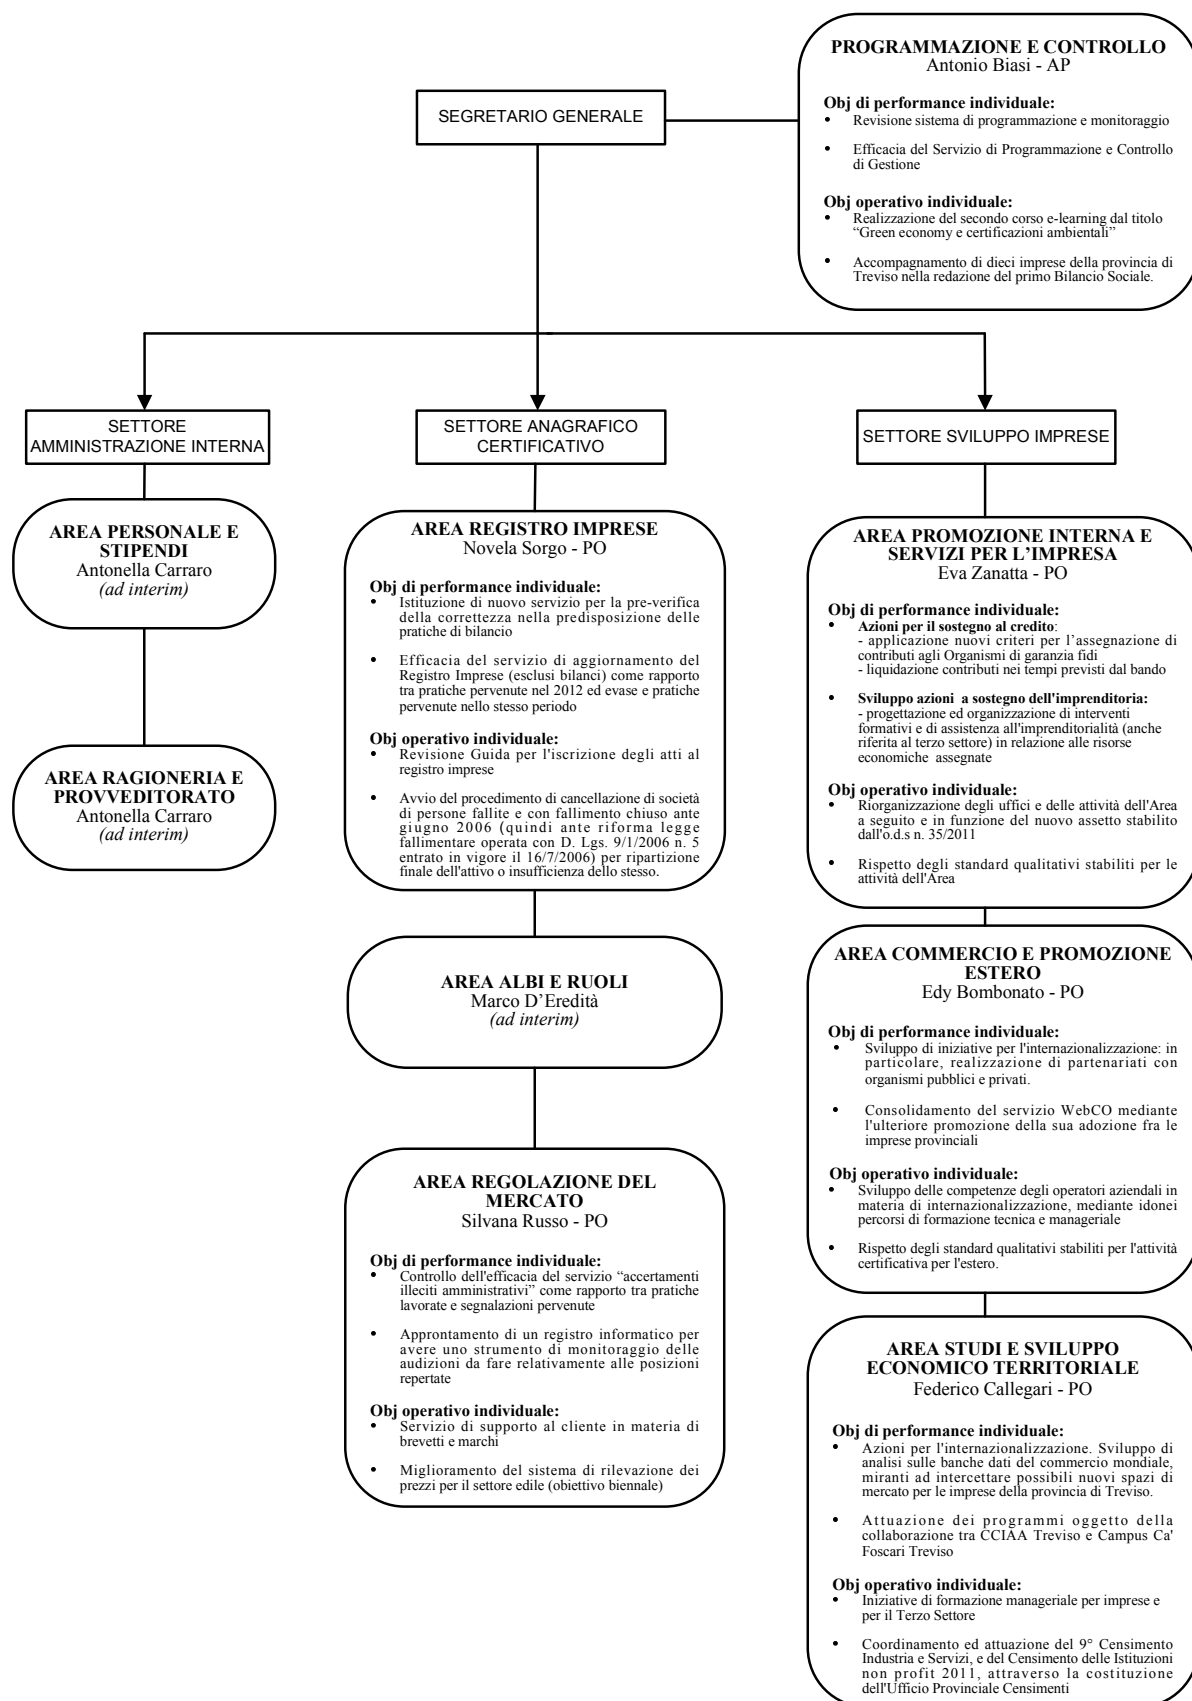 PROGRAMMAZIONE E CONTROLLO
Antonio Biasi - AP
Obj di performance individuale:
• Revisione sistema di programmazione e monitoraggio
• Efficacia del Servizio di Programmazione e Controllo
di Gestione
Obj operativo individuale:
• Realizzazione del secondo corso e-learning dal titolo
“Green economy e certificazioni ambientali”
• Accompagnamento di dieci imprese della provincia di
Treviso nella redazione del primo Bilancio Sociale.
SEGRETARIO GENERALE
SETTORE
AMMINISTRAZIONE INTERNA
AREA PERSONALE E
STIPENDI
Antonella Carraro
(ad interim)
AREA RAGIONERIA E
PROVVEDITORATO
Antonella Carraro
(ad interim)
SETTORE ANAGRAFICO
CERTIFICATIVO
AREA REGISTRO IMPRESE
Novela Sorgo - PO
Obj di performance individuale:
• Istituzione di nuovo servizio per la pre-verifica
della correttezza nella predisposizione delle
pratiche di bilancio
• Efficacia del servizio di aggiornamento del
Registro Imprese (esclusi bilanci) come rapporto
tra pratiche pervenute nel 2012 ed evase e pratiche
pervenute nello stesso periodo
Obj operativo individuale:
• Revisione Guida per l'iscrizione degli atti al
registro imprese
• Avvio del procedimento di cancellazione di società
di persone fallite e con fallimento chiuso ante
giugno 2006 (quindi ante riforma legge
fallimentare operata con D. Lgs. 9/1/2006 n. 5
entrato in vigore il 16/7/2006) per ripartizione
finale dell'attivo o insufficienza dello stesso.
AREA ALBI E RUOLI
Marco D’Eredità
(ad interim)
AREA REGOLAZIONE DEL
MERCATO
Silvana Russo - PO
Obj di performance individuale:
• Controllo dell'efficacia del servizio “accertamenti
illeciti amministrativi” come rapporto tra pratiche
lavorate e segnalazioni pervenute
• Approntamento di un registro informatico per
avere uno strumento di monitoraggio delle
audizioni da fare relativamente alle posizioni
repertate
Obj operativo individuale:
• Servizio di supporto al cliente in materia di
brevetti e marchi
• Miglioramento del sistema di rilevazione dei
prezzi per il settore edile (obiettivo biennale)
SETTORE SVILUPPO IMPRESE
AREA PROMOZIONE INTERNA E
SERVIZI PER L’IMPRESA
Eva Zanatta - PO
Obj di performance individuale:
• Azioni per il sostegno al credito:
- applicazione nuovi criteri per l’assegnazione di
contributi agli Organismi di garanzia fidi
- liquidazione contributi nei tempi previsti dal bando
• Sviluppo azioni a sostegno dell'imprenditoria:
- progettazione ed organizzazione di interventi
formativi e di assistenza all'imprenditorialità (anche
riferita al terzo settore) in relazione alle risorse
economiche assegnate
Obj operativo individuale:
• Riorganizzazione degli uffici e delle attività dell'Area
a seguito e in funzione del nuovo assetto stabilito
dall'o.d.s n. 35/2011
• Rispetto degli standard qualitativi stabiliti per le
attività dell'Area
AREA COMMERCIO E PROMOZIONE
ESTERO
Edy Bombonato - PO
Obj di performance individuale:
• Sviluppo di iniziative per l'internazionalizzazione: in
particolare, realizzazione di partenariati con
organismi pubblici e privati.
• Consolidamento del servizio WebCO mediante
l'ulteriore promozione della sua adozione fra le
imprese provinciali
Obj operativo individuale:
• Sviluppo delle competenze degli operatori aziendali in
materia di internazionalizzazione, mediante idonei
percorsi di formazione tecnica e manageriale
• Rispetto degli standard qualitativi stabiliti per l'attività
certificativa per l'estero.
AREA STUDI E SVILUPPO
ECONOMICO TERRITORIALE
Federico Callegari - PO
Obj di performance individuale:
• Azioni per l'internazionalizzazione. Sviluppo di
analisi sulle banche dati del commercio mondiale,
miranti ad intercettare possibili nuovi spazi di
mercato per le imprese della provincia di Treviso.
• Attuazione dei programmi oggetto della
collaborazione tra CCIAA Treviso e Campus Ca'
Foscari Treviso
Obj operativo individuale:
• Iniziative di formazione manageriale per imprese e
per il Terzo Settore
• Coordinamento ed attuazione del 9° Censimento
Industria e Servizi, e del Censimento delle Istituzioni
non profit 2011, attraverso la costituzione
dell'Ufficio Provinciale Censimenti